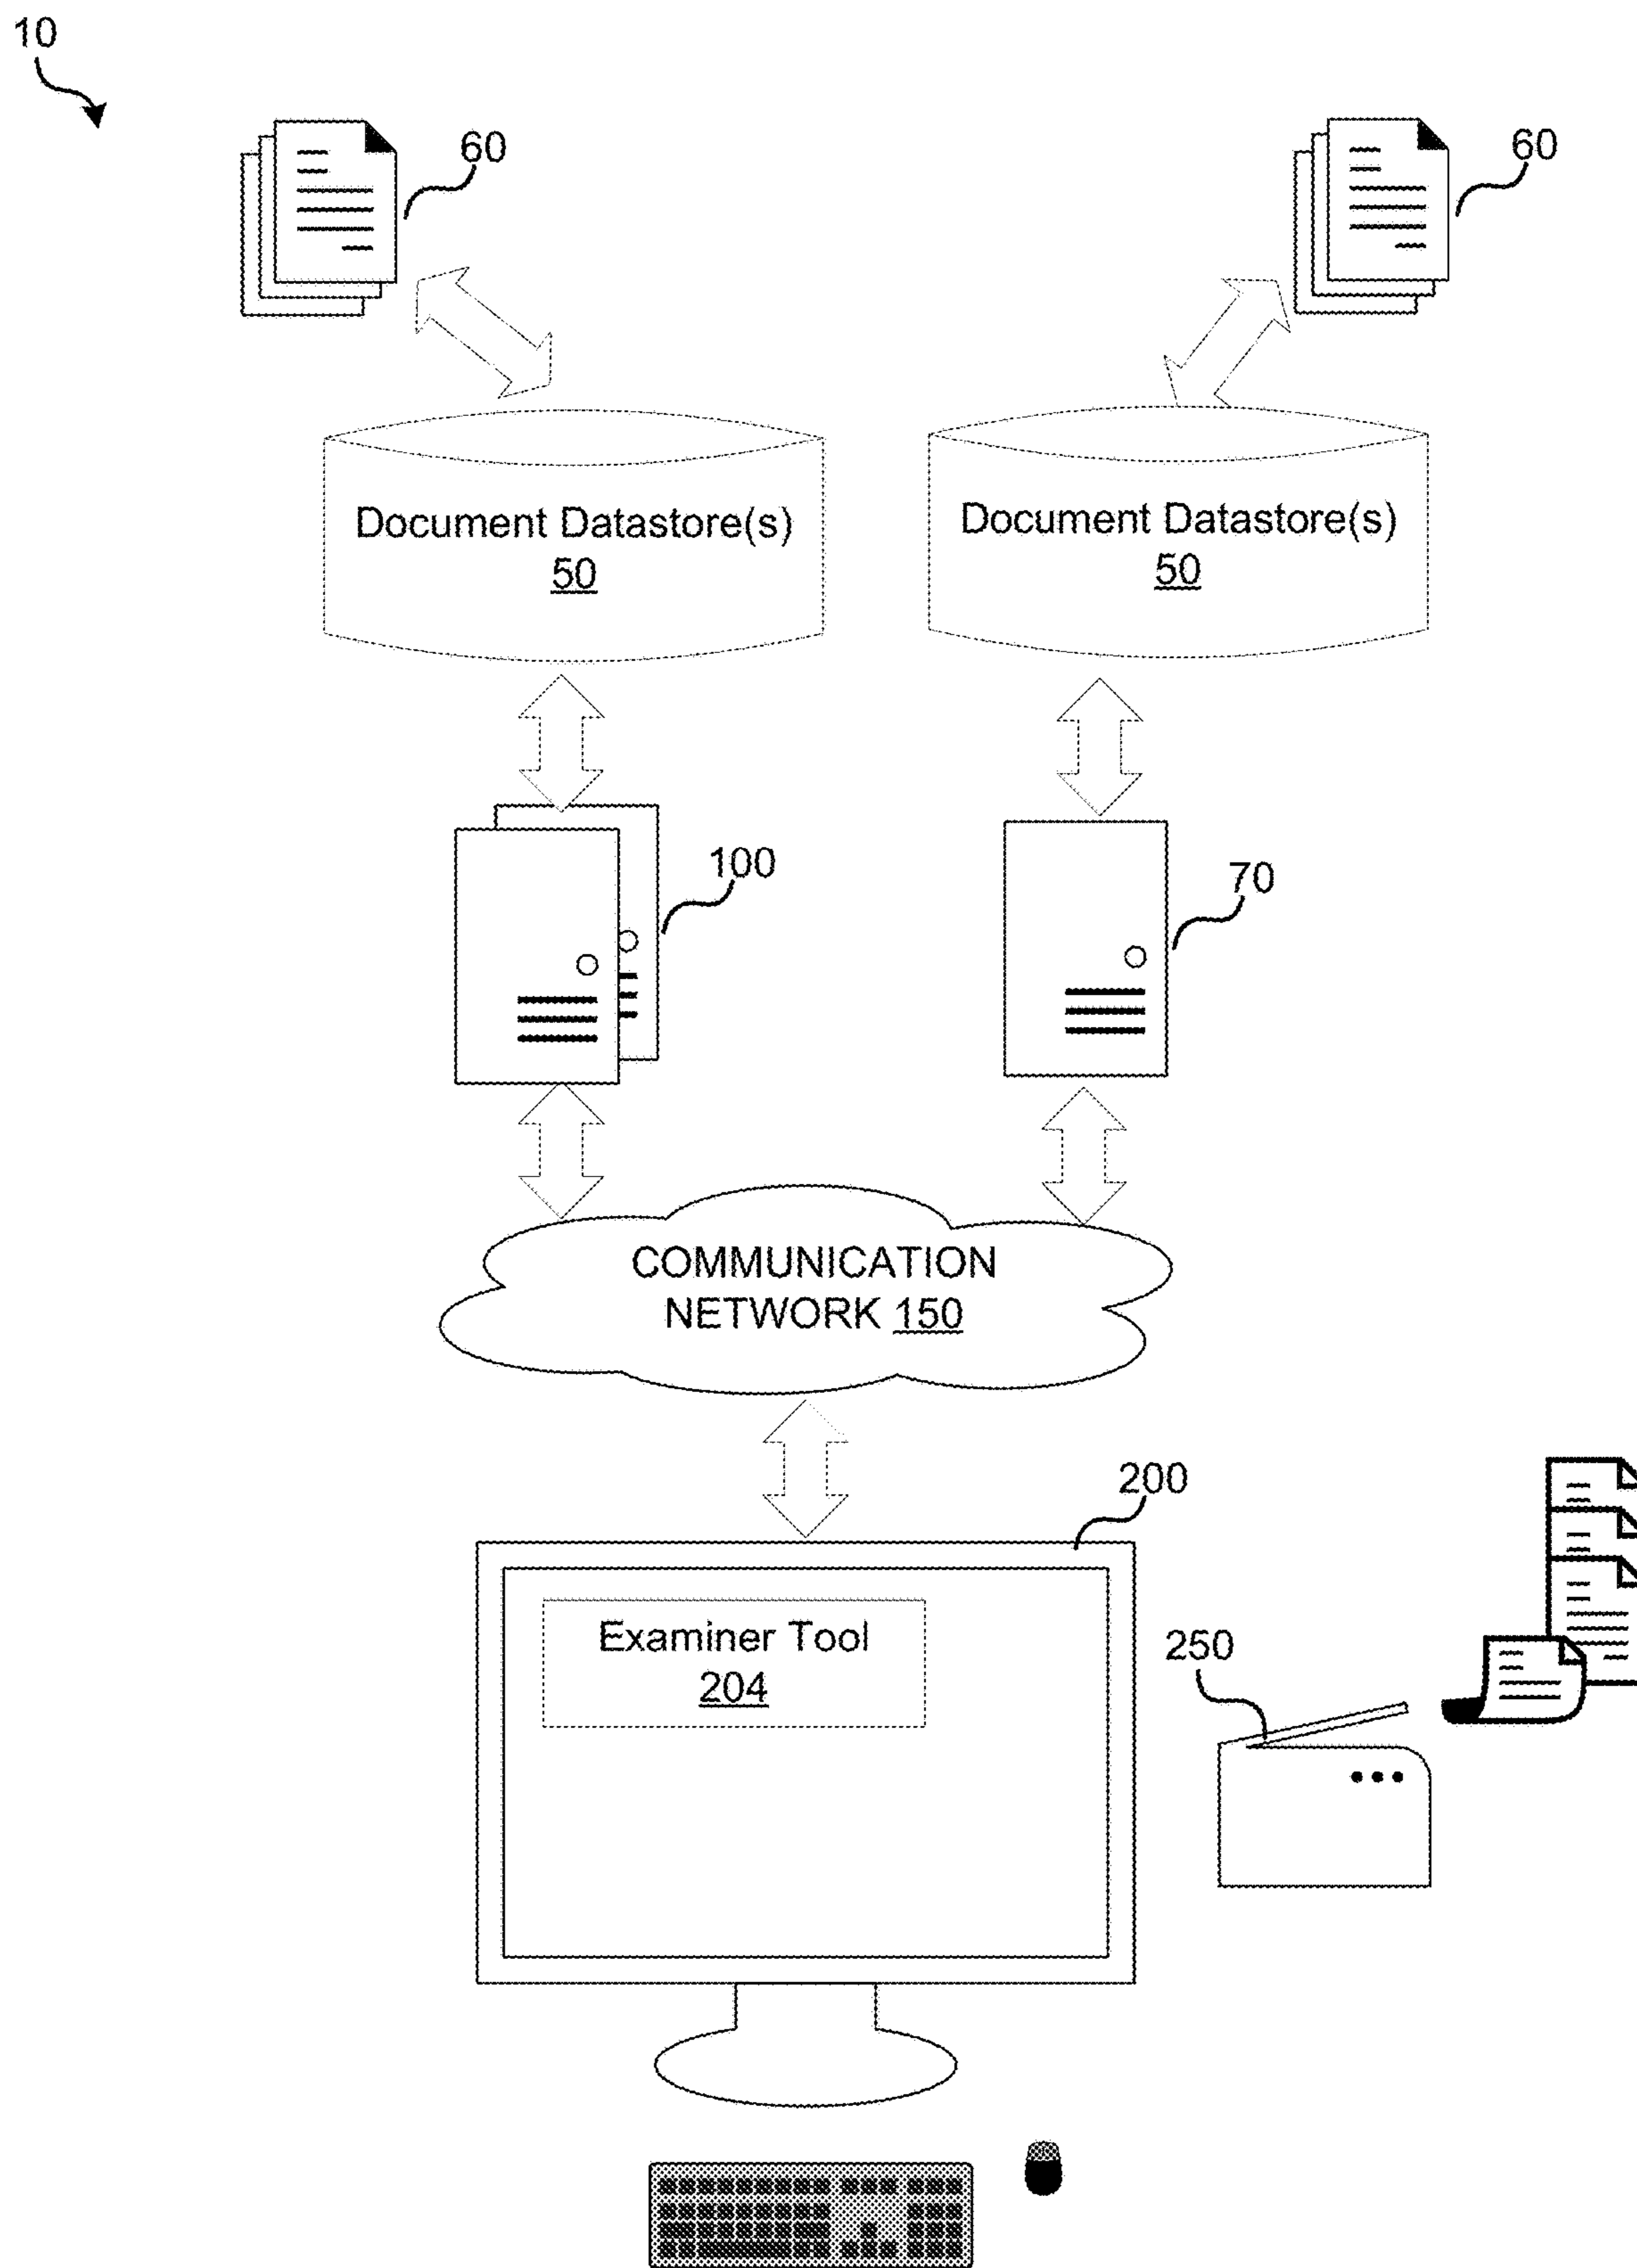 10
60
60
Document Datastore(s)
50
Document Datastore(s)
50
100
70
COMMUNICATION
NETWORK 150
200
Examiner Tool
204
250